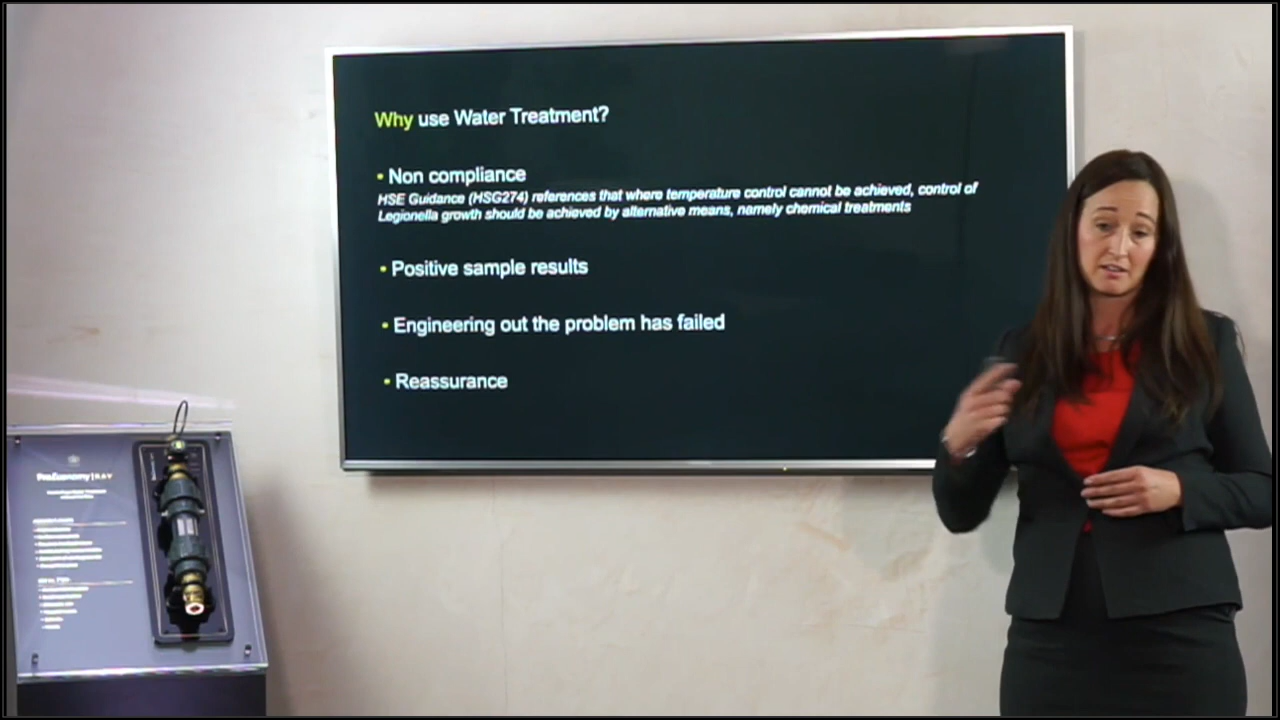 Why use Water Treatment?
• Non compliance
HSE Guidance (HSG274) references that where temperature control cannot be achieved, control of
Legionella growth should be achieved by alternative means, namely chemical treatments
• Positive sample results
• Engineering out the problem has failed
• Reassurance
ProEconomy | RAY